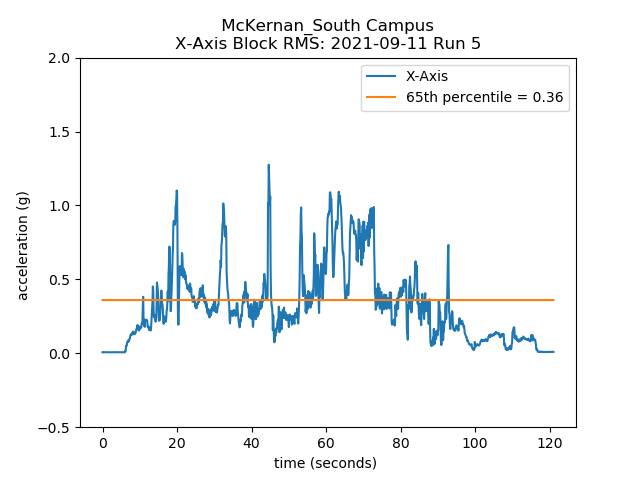 McKernan_South Campus
X-Axis Block RMS: 2021-09-11 Run 5
X-Axis
65th percentile = 0.36
2.0
1.5
1.0
0.5
0.0
−0.5
acceleration (g)
0 20 40 60 80 100 120
time (seconds)